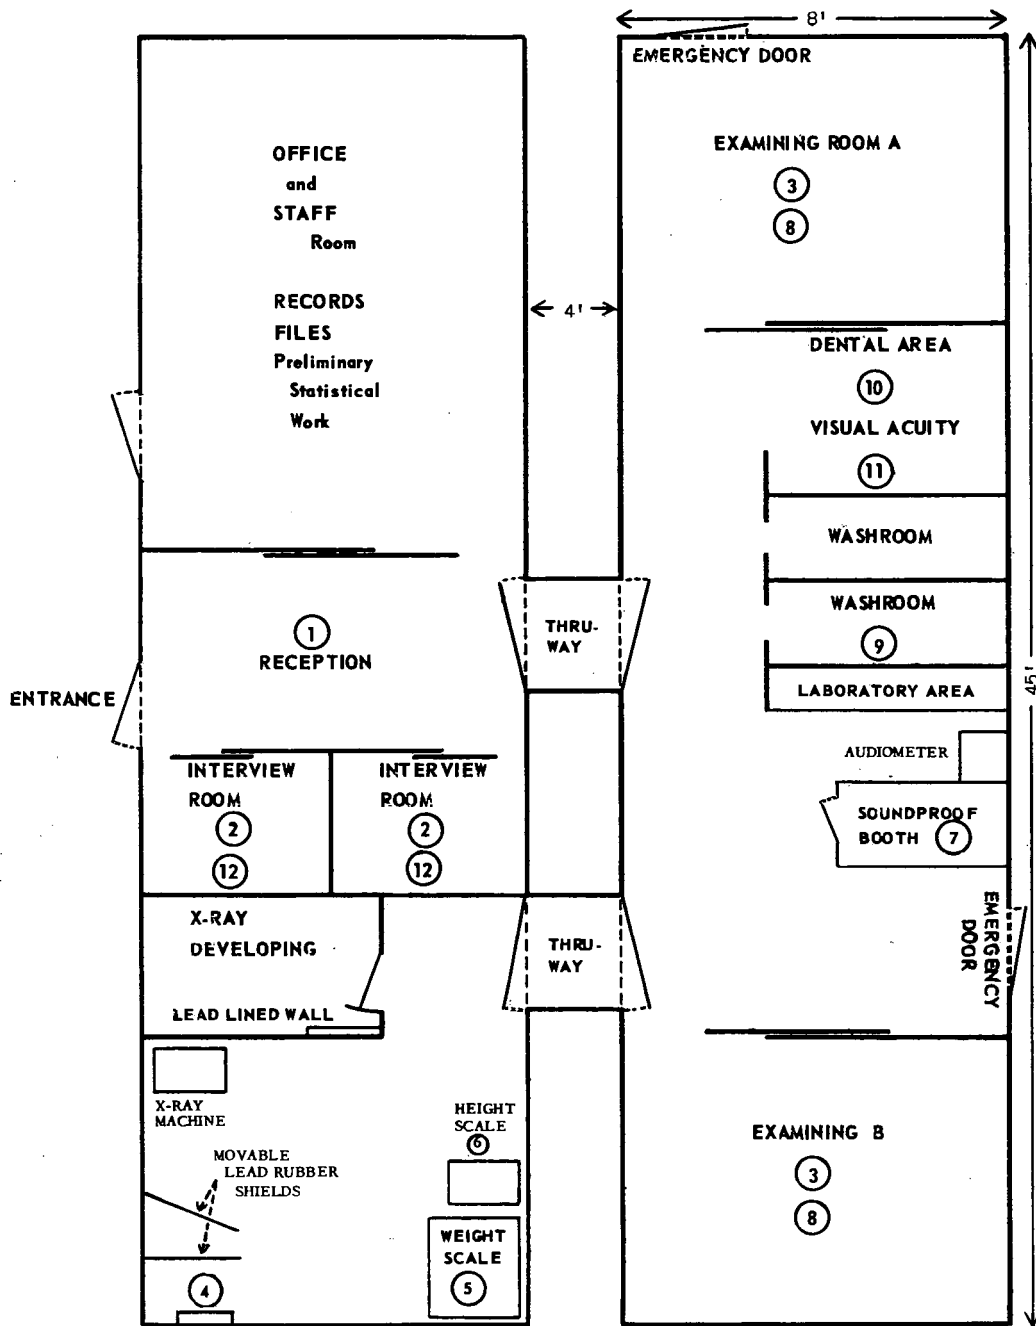 8'
EMERGENCY DOOR
OFFICE
and
STAFF
Room
RECORDS
FILES
Preliminary
Statistical
Work
4'
EXAMINING ROOM A
3
8
DENTAL AREA
10
VISUAL ACUITY
11
WASHROOM
WASHROOM
9
LABORATORY AREA
45'
1
RECEPTION
ENTRANCE
THRU-
WAY
INTERVIEW
ROOM
2
12
INTERVIEW
ROOM
2
12
AUDIOMETER
SOUNDPROOF
BOOTH 7
EMERGENCY
DOOR
X-RAY
DEVELOPING
LEAD LINED WALL
THRU-
WAY
X-RAY
MACHINE
MOVABLE
LEAD RUBBER
SHIELDS
4
HEIGHT
SCALE
6
WEIGHT
SCALE
5
EXAMINING B
3
8